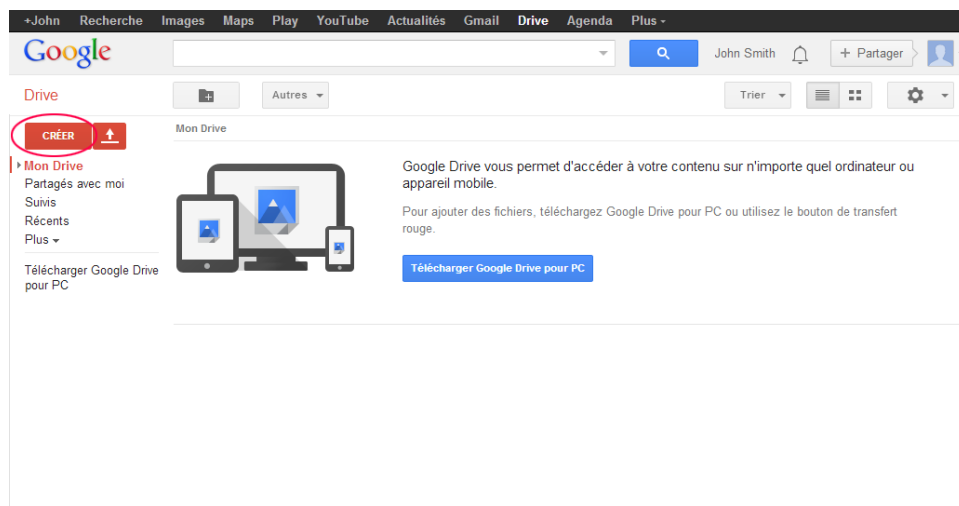 +John Recherche Images Maps Play YouTube Actualités Gmail Drive Agenda Plus
Google
John Smith
+ Partager
Drive
Autres
Trier
CRÉER
Mon Drive
Mon Drive
Partagés avec moi
Suivis
Récents
Plus
Télécharger Google Drive
pour PC
Google Drive vous permet d'accéder à votre contenu sur n'importe quel ordinateur ou
appareil mobile.
Pour ajouter des fichiers, téléchargez Google Drive pour PC ou utilisez le bouton de transfert
rouge.
Télécharger Google Drive pour PC